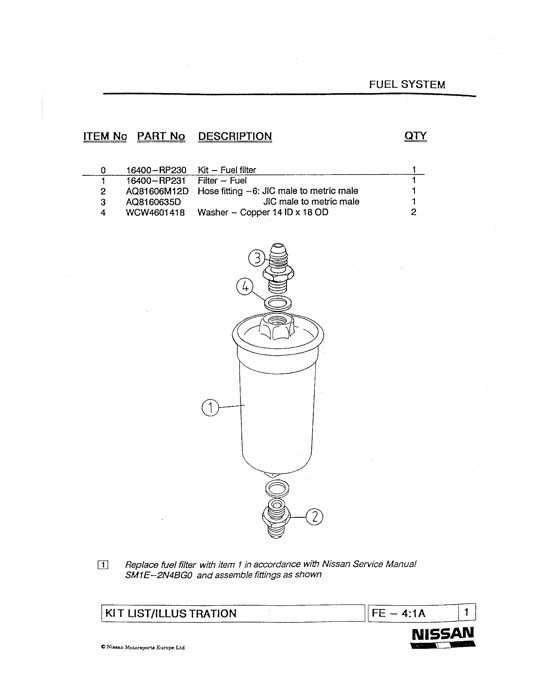 FUEL SYSTEM
ITEM No PART No DESCRIPTION QTY
0 16400-RP230 Kit - Fuel filter 1
1 16400-RP231 Filter - Fuel 1
2 AQ81606M12D Hose fitting -6: JIC male to metric male 1
3 AQ8160635D JIC male to metric male 1
4 WCW4601418 Washer - Copper 14 ID x 18 OD 2
3
4
1
2
1 Replace fuel filter with item 1 in accordance with Nissan Service Manual
SM1E-2N4BG0 and assemble fittings as shown
KIT LIST/ILLUSTRATION FE - 4:1A 1
NISSAN
© Nissan Motorsports Europe Ltd